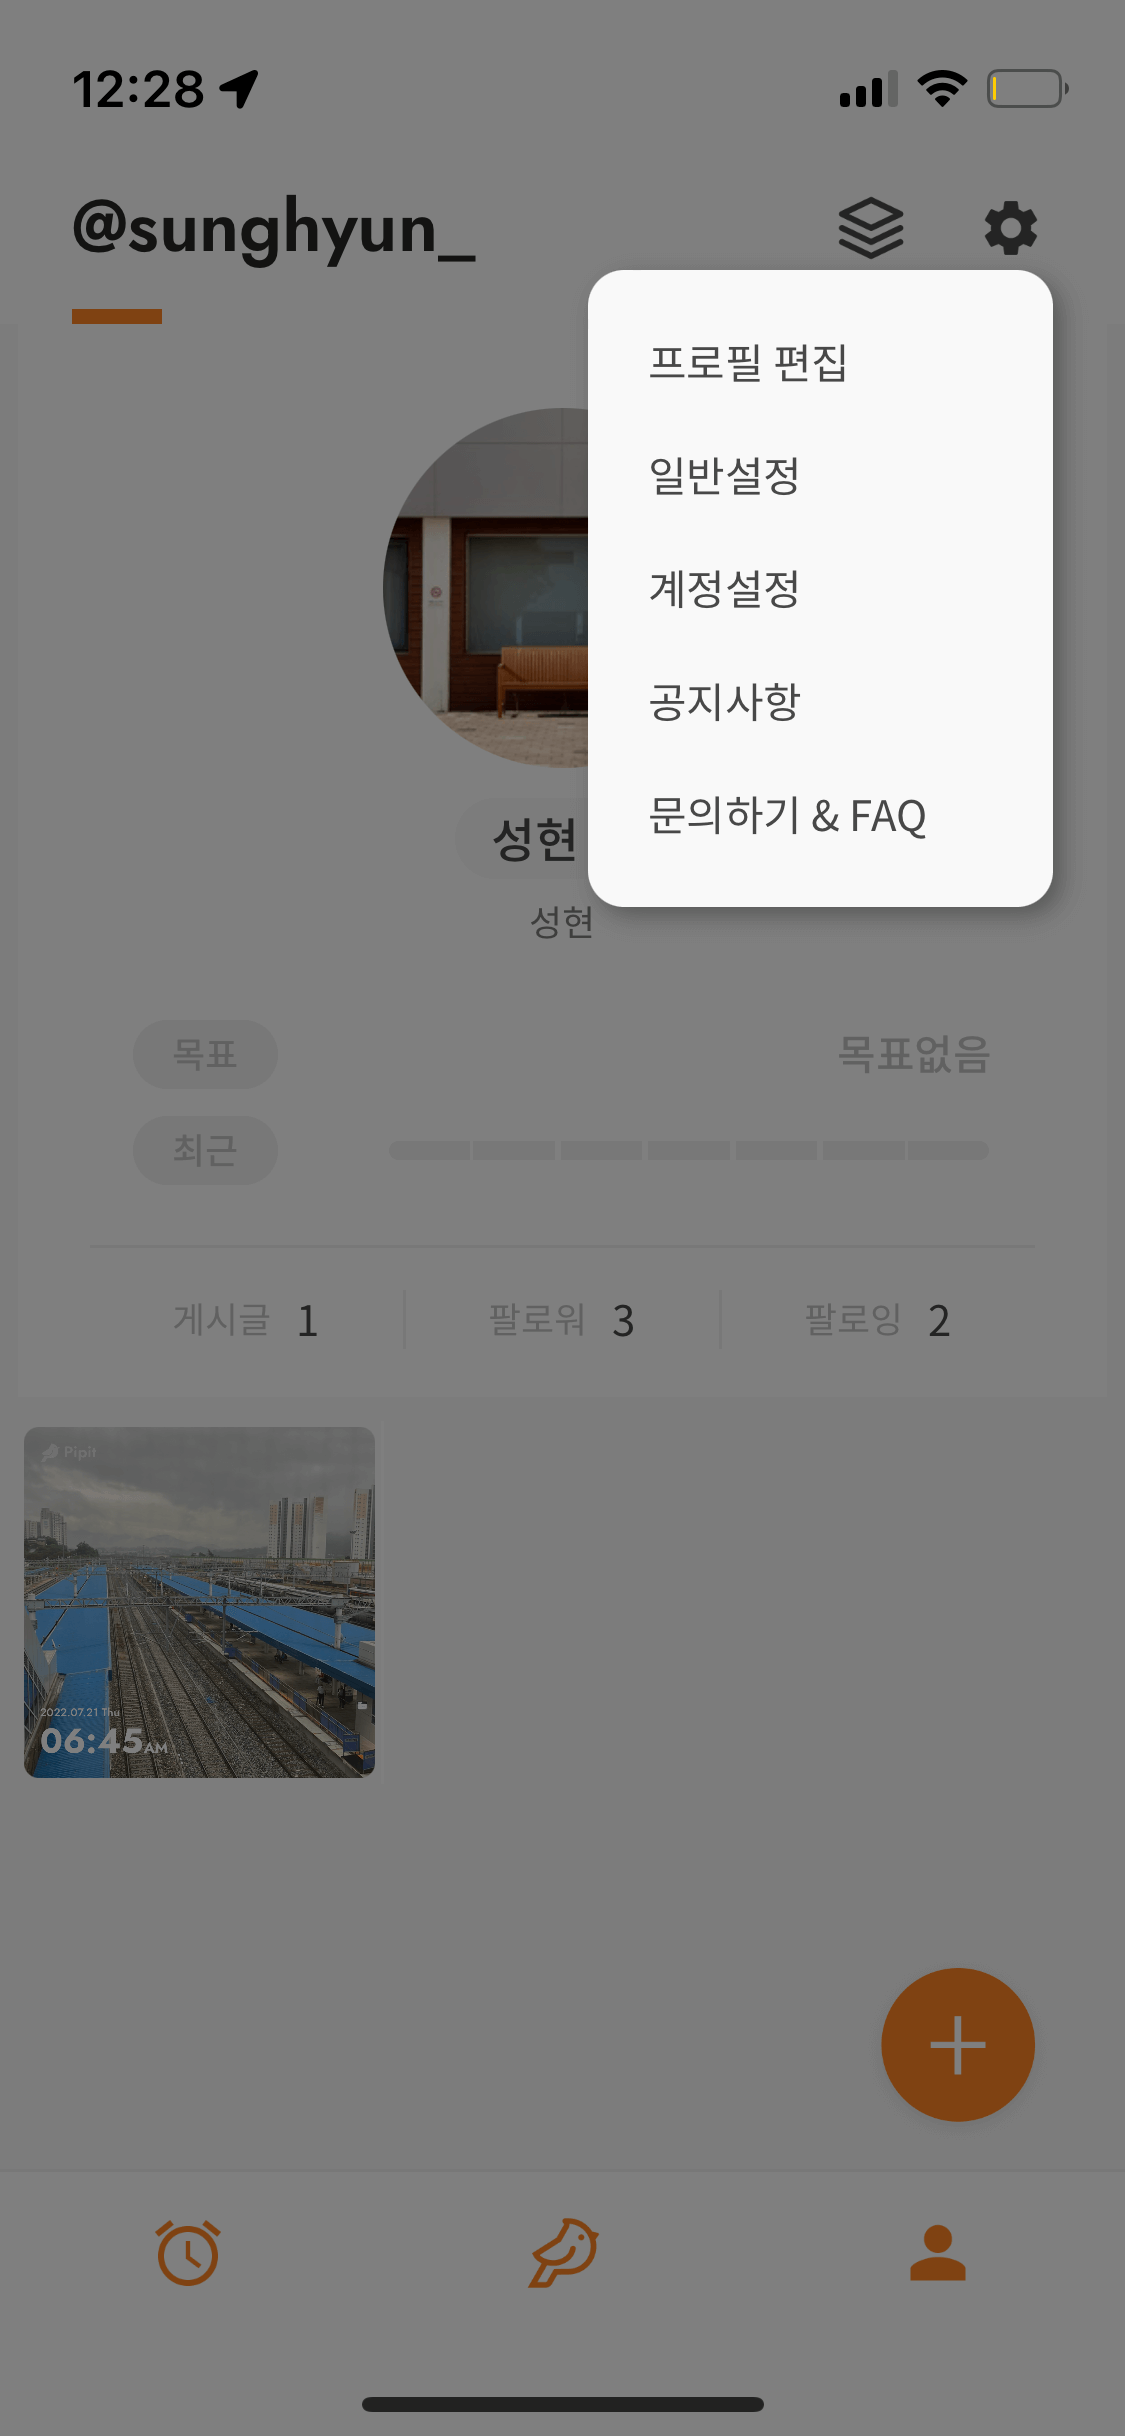 12:28
@sunghyun_
프로필 편집
일반설정
계정설정
공지사항
문의하기 & FAQ
성현
성현
목표 목표없음
최근
게시글 1 팔로워 3 팔로잉 2
Pipit
2022.07.21 Thu
06:45AM